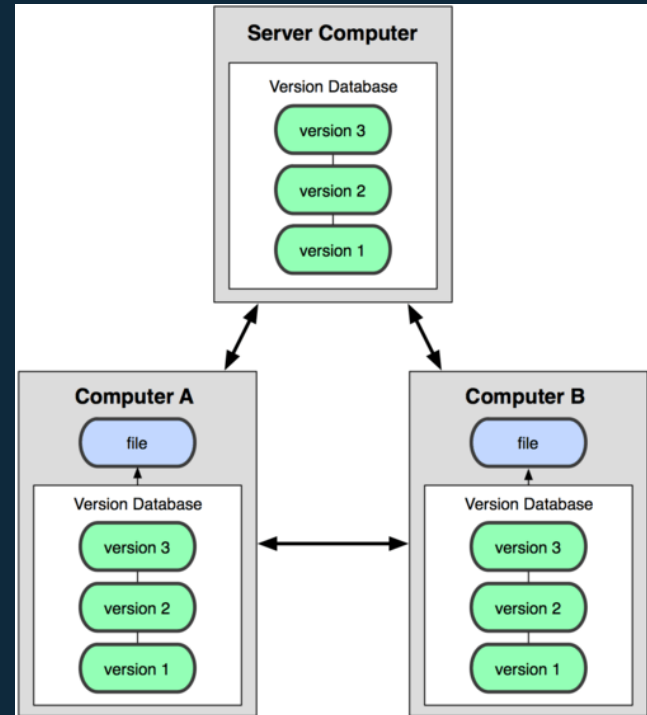 Server Computer
Version Database
version 3
version 2
version 1
Computer A
file
Version Database
version 3
version 2
version 1
Computer B
file
Version Database
version 3
version 2
version 1